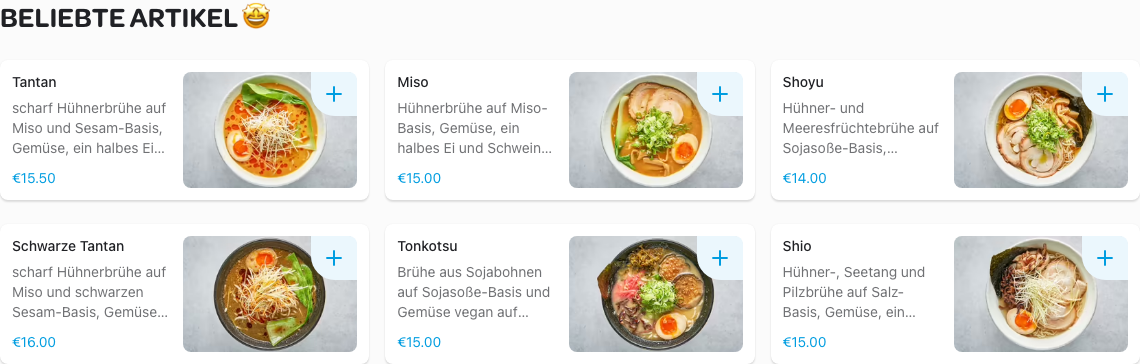 BELIEBTE ARTIKEL 🤩
Tantan
scharf Hühnerbrühe auf
Miso und Sesam-Basis,
Gemüse, ein halbes Ei...
€15.50
Miso
Hühnerbrühe auf Miso-
Basis, Gemüse, ein
halbes Ei und Schwein...
€15.00
Shoyu
Hühner- und
Meeresfrüchtebrühe auf
Sojasoße-Basis,...
€14.00
Schwarze Tantan
scharf Hühnerbrühe auf
Miso und schwarzen
Sesam-Basis, Gemüse...
€16.00
Tonkotsu
Brühe aus Sojabohnen
auf Sojasoße-Basis und
Gemüse vegan auf...
€15.00
Shio
Hühner-, Seetang und
Pilzbrühe auf Salz-
Basis, Gemüse, ein...
€15.00